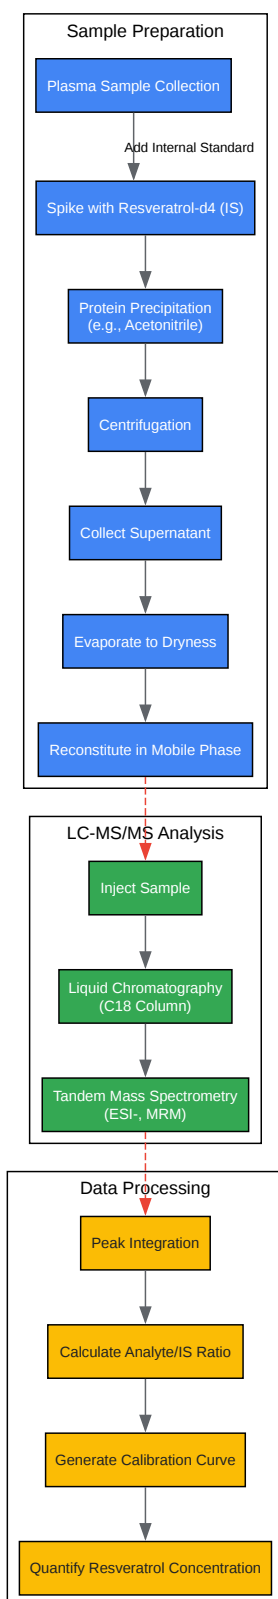 Sample Preparation
Plasma Sample Collection
Add Internal Standard
Spike with Resveratrol-d4 (IS)
Protein Precipitation
(e.g., Acetonitrile)
Centrifugation
Collect Supernatant
Evaporate to Dryness
Reconstitute in Mobile Phase
LC-MS/MS Analysis
Inject Sample
Liquid Chromatography
(C18 Column)
Tandem Mass Spectrometry
(ESI-, MRM)
Data Processing
Peak Integration
Calculate Analyte/IS Ratio
Generate Calibration Curve
Quantify Resveratrol Concentration